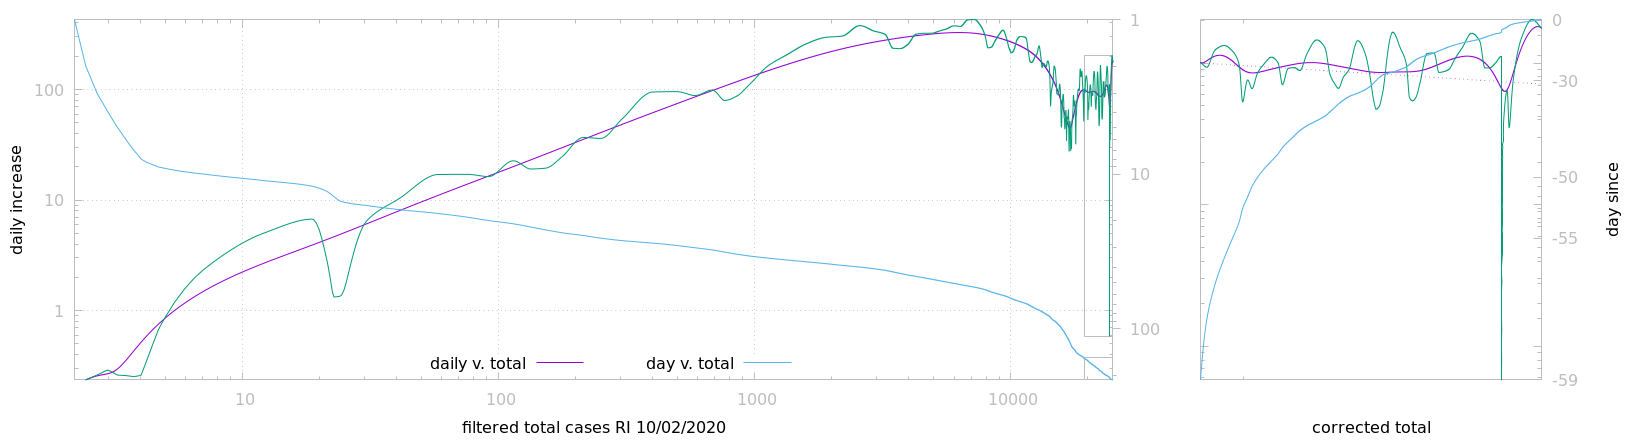 daily increase
100
10
1
daily v. total
day v. total
10
100
1000
10000
filtered total cases RI 10/02/2020
1
10
100
0
-30
-50
-55
-59
day since
corrected total